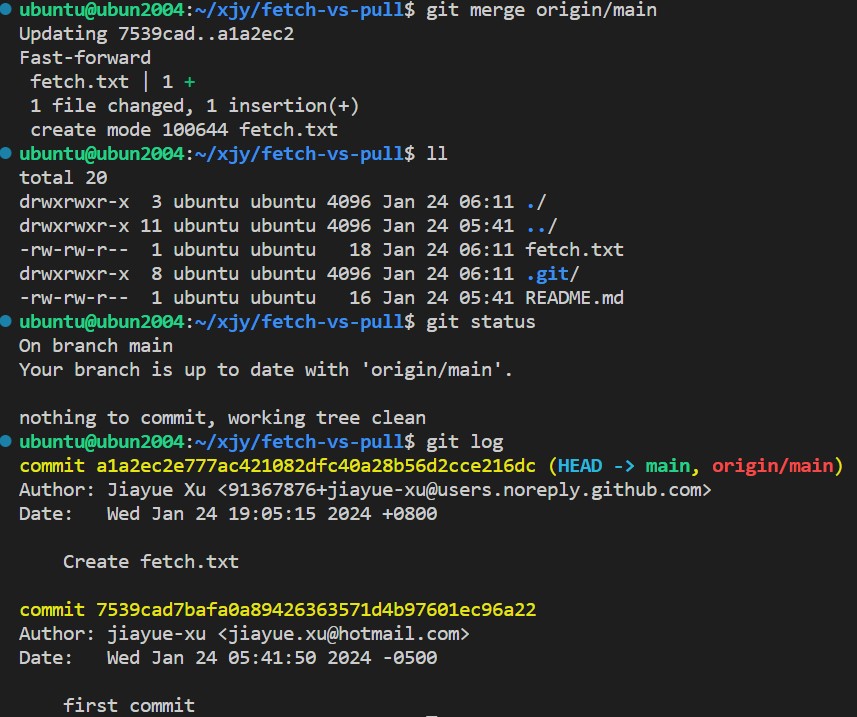 ubuntu@ubun2004:~/xjy/fetch-vs-pull$ git merge origin/main
Updating 7539cad..a1a2ec2
Fast-forward
 fetch.txt | 1 +
 1 file changed, 1 insertion(+)
 create mode 100644 fetch.txt
ubuntu@ubun2004:~/xjy/fetch-vs-pull$ ll
total 20
drwxrwxr-x  3 ubuntu ubuntu 4096 Jan 24 06:11 ./
drwxrwxr-x 11 ubuntu ubuntu 4096 Jan 24 05:41 ../
-rw-rw-r--  1 ubuntu ubuntu   18 Jan 24 06:11 fetch.txt
drwxrwxr-x  8 ubuntu ubuntu 4096 Jan 24 06:11 .git/
-rw-rw-r--  1 ubuntu ubuntu   16 Jan 24 05:41 README.md
ubuntu@ubun2004:~/xjy/fetch-vs-pull$ git status
On branch main
Your branch is up to date with 'origin/main'.

nothing to commit, working tree clean
ubuntu@ubun2004:~/xjy/fetch-vs-pull$ git log
commit a1a2ec2e777ac421082dfc40a28b56d2cce216dc (HEAD -> main, origin/main)
Author: Jiayue Xu <91367876+jiayue-xu@users.noreply.github.com>
Date:   Wed Jan 24 19:05:15 2024 +0800

    Create fetch.txt

commit 7539cad7bafa0a89426363571d4b97601ec96a22
Author: jiayue-xu <jiayue.xu@hotmail.com>
Date:   Wed Jan 24 05:41:50 2024 -0500

    first commit